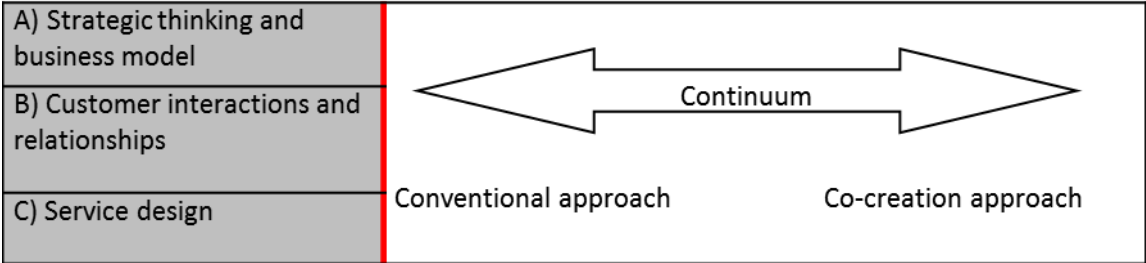 A) Strategic thinking and
business model
B) Customer interactions and
relationships
C) Service design
Continuum
Conventional approach
Co-creation approach